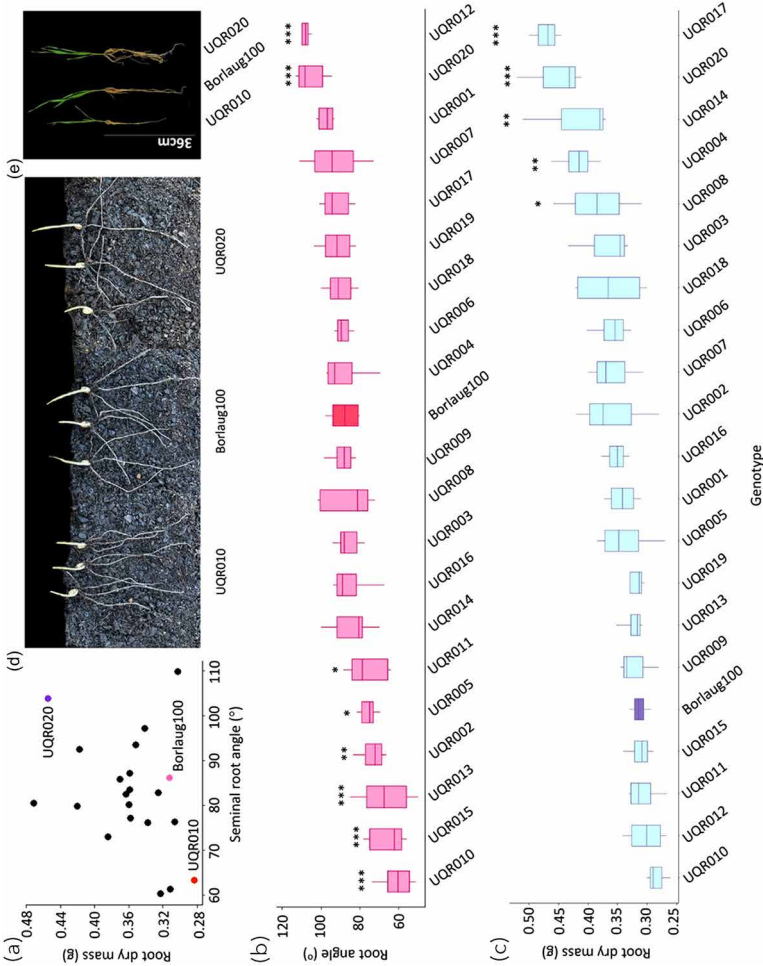 (a)
0.48
0.44
0.40
0.36
0.32
0.28
Root dry mass (g)
60 70 80 90 100 110
Seminal root angle (°)
UQR010
Borlaug100
UQR020
(d)
UQR010 Borlaug100 UQR020
(e)
36cm
UQR010 Borlaug100 UQR020
(b)
120
100
80
60
Root angle (°)
*** *** *** ** * * *** ***
UQR010 UQR015 UQR013 UQR002 UQR005 UQR011 UQR014 UQR016 UQR003 UQR008 UQR009 Borlaug100 UQR004 UQR006 UQR018 UQR019 UQR017 UQR007 UQR001 UQR020 UQR012
(c)
0.50
0.45
0.40
0.35
0.30
0.25
Root dry mass (g)
* ** ** *** ***
UQR010 UQR012 UQR011 UQR015 Borlaug100 UQR009 UQR013 UQR019 UQR005 UQR001 UQR016 UQR002 UQR007 UQR006 UQR018 UQR003 UQR008 UQR004 UQR014 UQR020 UQR017
Genotype